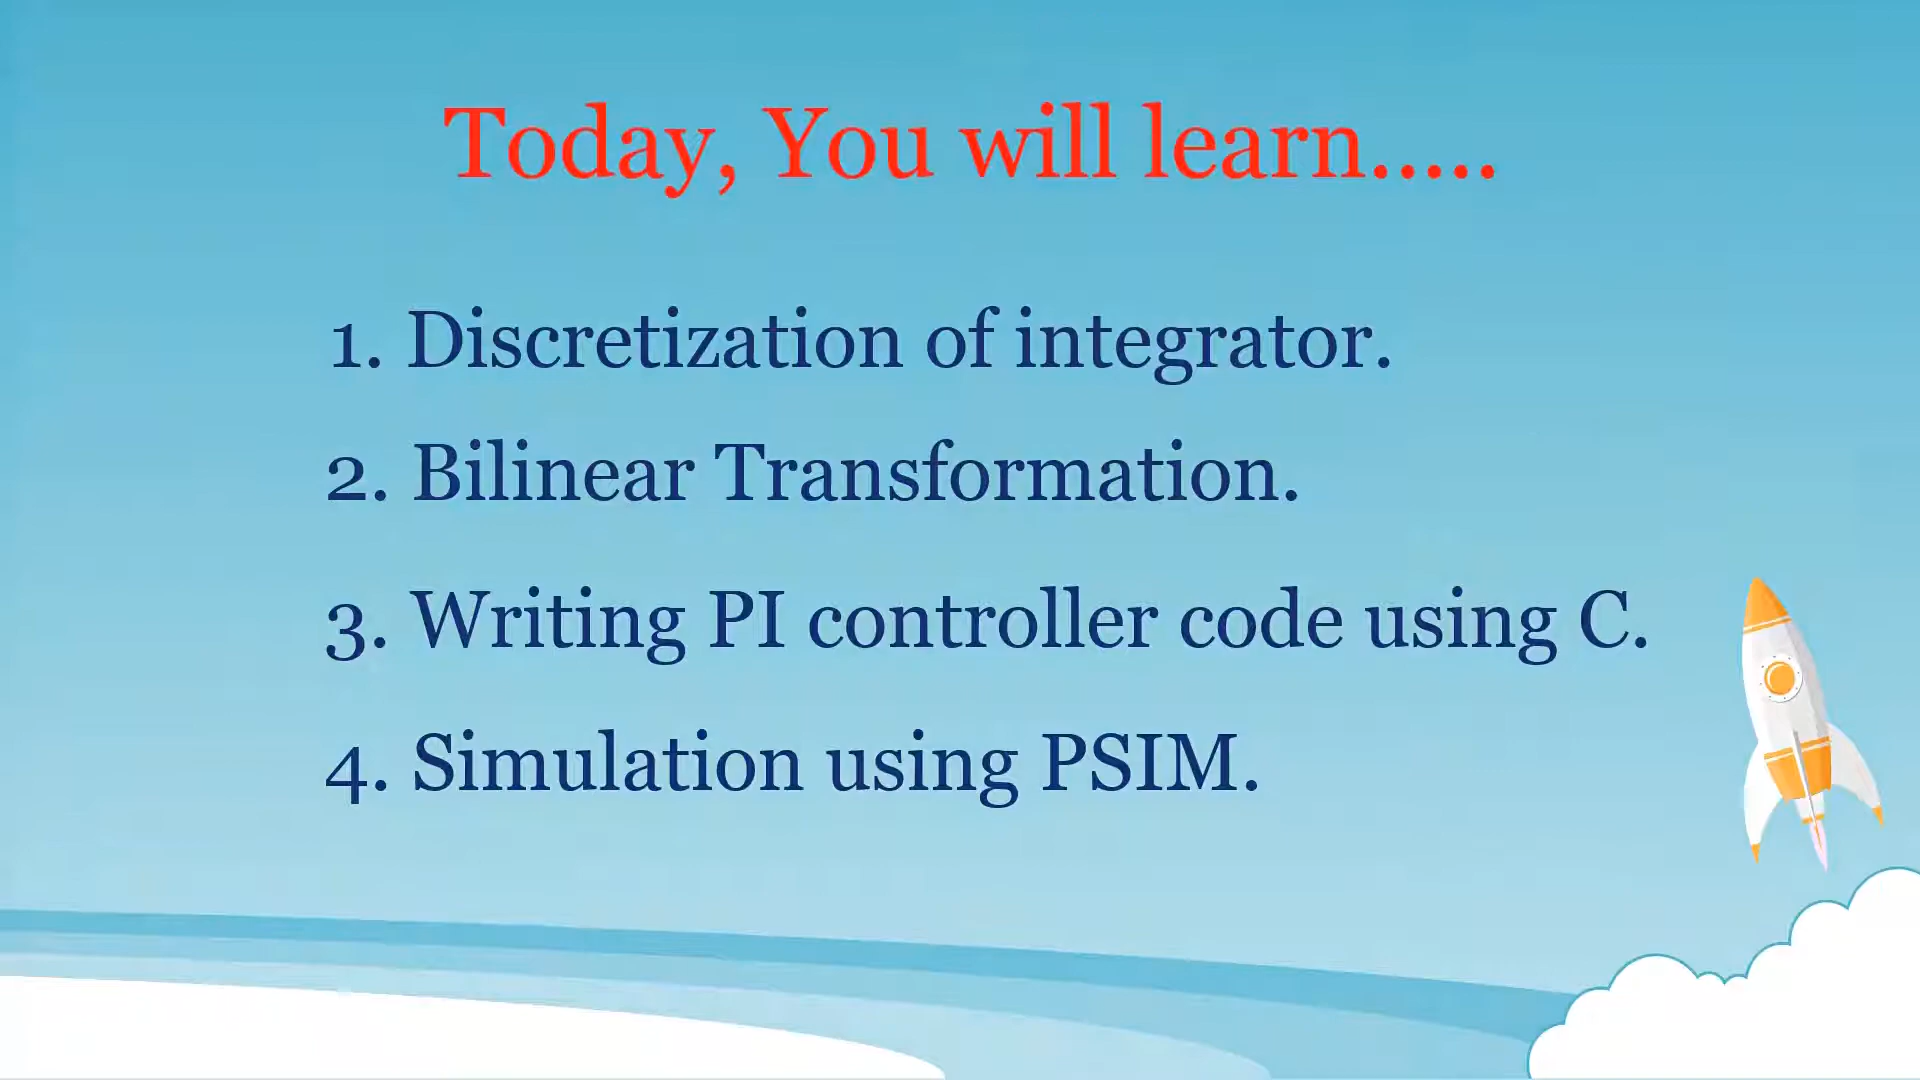 Today, You will learn.....
1. Discretization of integrator.
2. Bilinear Transformation.
3. Writing PI controller code using C.
4. Simulation using PSIM.